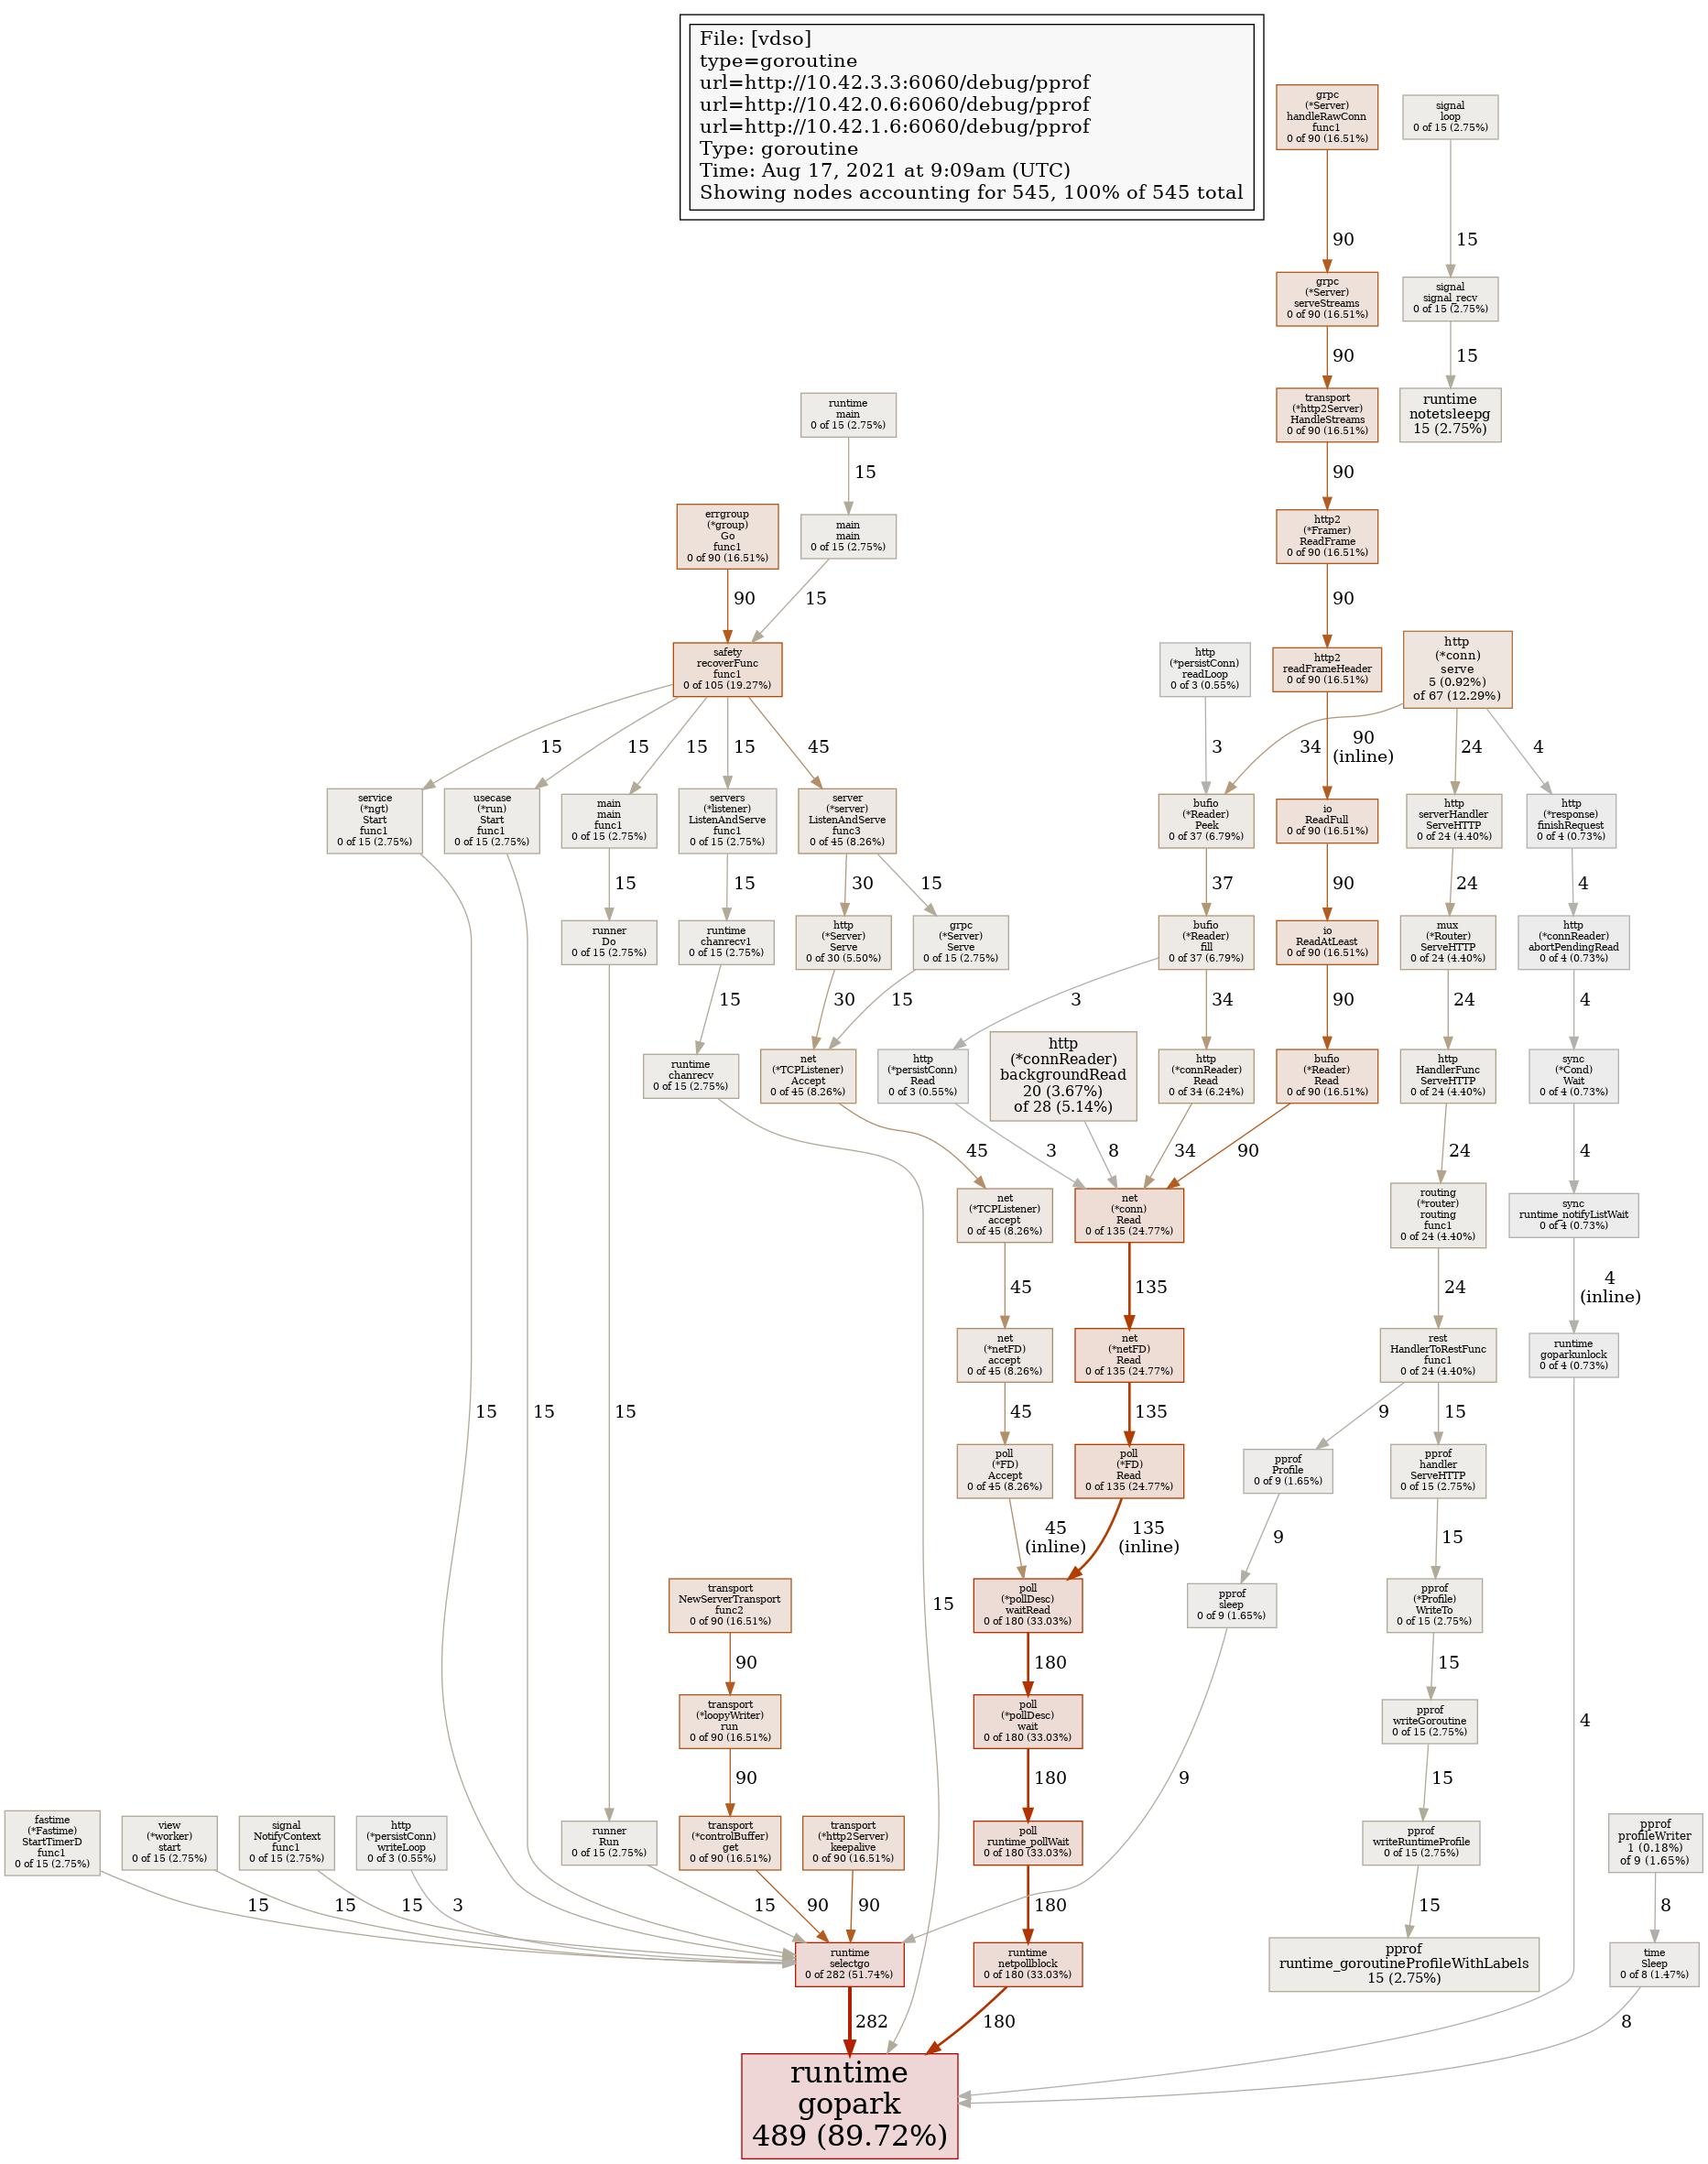 File: [vdso]
type=goroutine
url=http://10.42.3.3:6060/debug/pprof
url=http://10.42.0.6:6060/debug/pprof
url=http://10.42.1.6:6060/debug/pprof
Type: goroutine
Time: Aug 17, 2021 at 9:09am (UTC)
Showing nodes accounting for 545, 100% of 545 total
grpc
(*Server)
handleRawConn
func1
0 of 90 (16.51%)
signal
loop
0 of 15 (2.75%)
90
15
grpc
(*Server)
serveStreams
0 of 90 (16.51%)
signal
signal_recv
0 of 15 (2.75%)
90
15
runtime
main
0 of 15 (2.75%)
transport
(*http2Server)
HandleStreams
0 of 90 (16.51%)
runtime
notetsleepg
15 (2.75%)
15
90
errgroup
(*group)
Go
func1
0 of 90 (16.51%)
main
main
0 of 15 (2.75%)
http2
(*Framer)
ReadFrame
0 of 90 (16.51%)
90
15
90
safety
recoverFunc
func1
0 of 105 (19.27%)
http
(*persistConn)
readLoop
0 of 3 (0.55%)
http2
readFrameHeader
0 of 90 (16.51%)
http
(*conn)
serve
5 (0.92%)
of 67 (12.29%)
15
15
15
15
45
3
34
90
(inline)
24
4
service
(*ngt)
Start
func1
0 of 15 (2.75%)
usecase
(*run)
Start
func1
0 of 15 (2.75%)
main
main
func1
0 of 15 (2.75%)
servers
(*listener)
ListenAndServe
func1
0 of 15 (2.75%)
server
(*server)
ListenAndServe
func3
0 of 45 (8.26%)
bufio
(*Reader)
Peek
0 of 37 (6.79%)
io
ReadFull
0 of 90 (16.51%)
http
serverHandler
ServeHTTP
0 of 24 (4.40%)
http
(*response)
finishRequest
0 of 4 (0.73%)
15
15
30
15
37
90
24
4
runner
Do
0 of 15 (2.75%)
runtime
chanrecv1
0 of 15 (2.75%)
http
(*Server)
Serve
0 of 30 (5.50%)
grpc
(*Server)
Serve
0 of 15 (2.75%)
bufio
(*Reader)
fill
0 of 37 (6.79%)
io
ReadAtLeast
0 of 90 (16.51%)
mux
(*Router)
ServeHTTP
0 of 24 (4.40%)
http
(*connReader)
abortPendingRead
0 of 4 (0.73%)
15
30
15
3
34
90
24
4
runtime
chanrecv
0 of 15 (2.75%)
net
(*TCPListener)
Accept
0 of 45 (8.26%)
http
(*persistConn)
Read
0 of 3 (0.55%)
http
(*connReader)
backgroundRead
20 (3.67%)
of 28 (5.14%)
http
(*connReader)
Read
0 of 34 (6.24%)
bufio
(*Reader)
Read
0 of 90 (16.51%)
http
HandlerFunc
ServeHTTP
0 of 24 (4.40%)
sync
(*Cond)
Wait
0 of 4 (0.73%)
45
3
8
34
90
24
4
net
(*TCPListener)
accept
0 of 45 (8.26%)
net
(*conn)
Read
0 of 135 (24.77%)
routing
(*router)
routing
func1
0 of 24 (4.40%)
sync
runtime_notifyListWait
0 of 4 (0.73%)
45
135
24
4
(inline)
net
(*netFD)
accept
0 of 45 (8.26%)
net
(*netFD)
Read
0 of 135 (24.77%)
rest
HandlerToRestFunc
func1
0 of 24 (4.40%)
runtime
goparkunlock
0 of 4 (0.73%)
15
15
15
45
135
9
15
poll
(*FD)
Accept
0 of 45 (8.26%)
poll
(*FD)
Read
0 of 135 (24.77%)
pprof
Profile
0 of 9 (1.65%)
pprof
handler
ServeHTTP
0 of 15 (2.75%)
45
(inline)
135
(inline)
9
15
transport
NewServerTransport
func2
0 of 90 (16.51%)
15
poll
(*pollDesc)
waitRead
0 of 180 (33.03%)
pprof
sleep
0 of 9 (1.65%)
pprof
(*Profile)
WriteTo
0 of 15 (2.75%)
90
180
15
transport
(*loopyWriter)
run
0 of 90 (16.51%)
poll
(*pollDesc)
wait
0 of 180 (33.03%)
pprof
writeGoroutine
0 of 15 (2.75%)
4
90
180
9
15
fastime
(*Fastime)
StartTimerD
func1
0 of 15 (2.75%)
view
(*worker)
start
0 of 15 (2.75%)
signal
NotifyContext
func1
0 of 15 (2.75%)
http
(*persistConn)
writeLoop
0 of 3 (0.55%)
runner
Run
0 of 15 (2.75%)
transport
(*controlBuffer)
get
0 of 90 (16.51%)
transport
(*http2Server)
keepalive
0 of 90 (16.51%)
poll
runtime_pollWait
0 of 180 (33.03%)
pprof
writeRuntimeProfile
0 of 15 (2.75%)
pprof
profileWriter
1 (0.18%)
of 9 (1.65%)
15
15
15
3
15
90
90
180
15
8
runtime
selectgo
0 of 282 (51.74%)
runtime
netpollblock
0 of 180 (33.03%)
pprof
runtime_goroutineProfileWithLabels
15 (2.75%)
time
Sleep
0 of 8 (1.47%)
282
180
8
runtime
gopark
489 (89.72%)